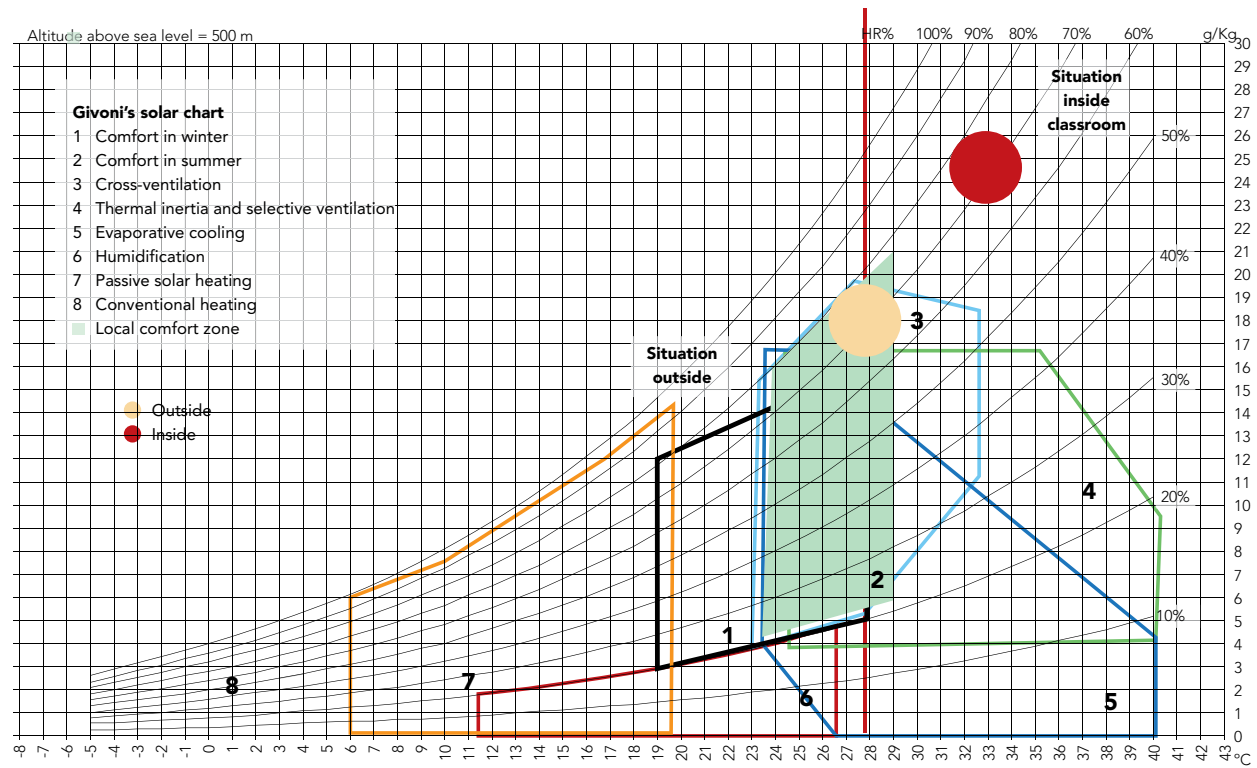 Altitude above sea level = 500 m
HR% 100% 90% 80% 70% 60% g/Kg
Givoni's solar chart
1 Comfort in winter
2 Comfort in summer
3 Cross-ventilation
4 Thermal inertia and selective ventilation
5 Evaporative cooling
6 Humidification
7 Passive solar heating
8 Conventional heating
Local comfort zone
Outside
Inside
Situation
outside
Situation
inside
classroom
50%
40%
30%
20%
10%
1
2
3
4
5
6
7
8
30
29
28
27
26
25
24
23
22
21
20
19
18
17
16
15
14
13
12
11
10
9
8
7
6
5
4
3
2
1
0
-8 -7 -6 -5 -4 -3 -2 -1 0 1 2 3 4 5 6 7 8 9 10 11 12 13 14 15 16 17 18 19 20 21 22 23 24 25 26 27 28 29 30 31 32 33 34 35 36 37 38 39 40 41 42 43
°C